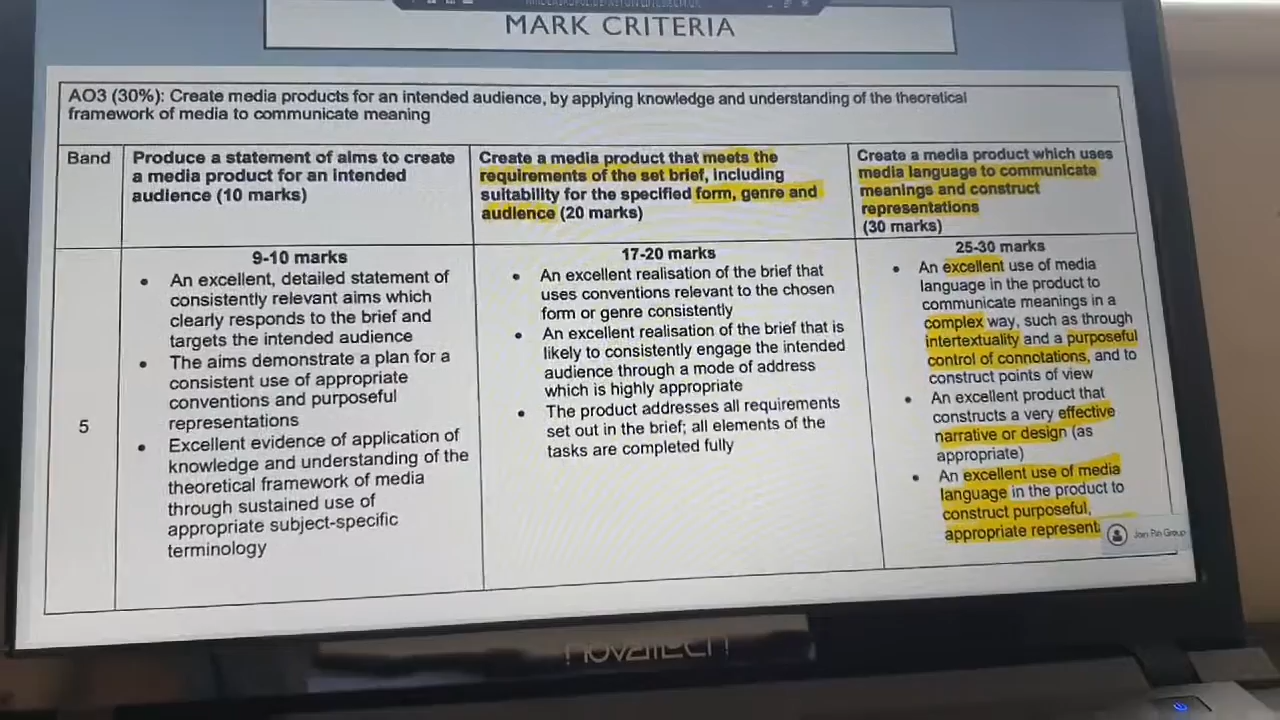 MARK CRITERIA
AO3 (30%): Create media products for an intended audience, by applying knowledge and understanding of the theoretical
framework of media to communicate meaning
Band
Produce a statement of aims to create
a media product for an intended
audience (10 marks)
Create a media product that meets the
requirements of the set brief, including
suitability for the specified form, genre and
audience (20 marks)
Create a media product which uses
media language to communicate
meanings and construct
representations
(30 marks)
5
9-10 marks
• An excellent, detailed statement of
consistently relevant aims which
clearly responds to the brief and
targets the intended audience
• The aims demonstrate a plan for a
consistent use of appropriate
conventions and purposeful
representations
• Excellent evidence of application of
knowledge and understanding of the
theoretical framework of media
through sustained use of
appropriate subject-specific
terminology
17-20 marks
• An excellent realisation of the brief that
uses conventions relevant to the chosen
form or genre consistently
• An excellent realisation of the brief that is
likely to consistently engage the intended
audience through a mode of address
which is highly appropriate
• The product addresses all requirements
set out in the brief; all elements of the
tasks are completed fully
25-30 marks
• An excellent use of media
language in the product to
communicate meanings in a
complex way, such as through
intertextuality and a purposeful
control of connotations, and to
construct points of view
• An excellent product that
constructs a very effective
narrative or design (as
appropriate)
• An excellent use of media
language in the product to
construct purposeful,
appropriate represent
Join Pin Group
novatech